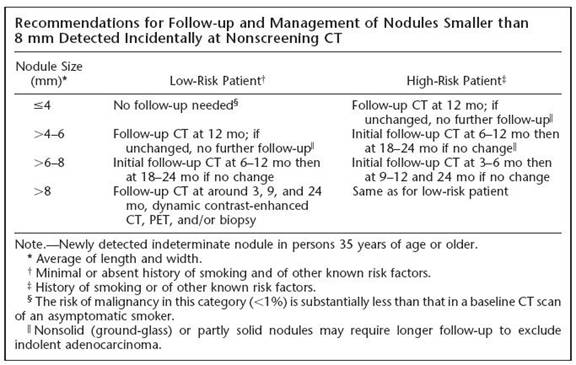 Recommendations for Follow-up and Management of Nodules Smaller than
8 mm Detected Incidentally at Nonscreening CT
Nodule Size
(mm)* Low-Risk Patient† High-Risk Patient‡
≤4 No follow-up needed§ Follow-up CT at 12 mo; if
unchanged, no further follow-up‖
>4–6 Follow-up CT at 12 mo; if Initial follow-up CT at 6–12 mo then
unchanged, no further follow-up‖ at 18–24 mo if no change‖
>6–8 Initial follow-up CT at 6–12 mo then Initial follow-up CT at 3–6 mo then
at 18–24 mo if no change at 9–12 and 24 mo if no change
>8 Follow-up CT at around 3, 9, and 24 Same as for low-risk patient
mo, dynamic contrast-enhanced
CT, PET, and/or biopsy
Note.—Newly detected indeterminate nodule in persons 35 years of age or older.
* Average of length and width.
† Minimal or absent history of smoking and of other known risk factors.
‡ History of smoking or of other known risk factors.
§ The risk of malignancy in this category (<1%) is substantially less than that in a baseline CT scan
of an asymptomatic smoker.
‖ Nonsolid (ground-glass) or partly solid nodules may require longer follow-up to exclude
indolent adenocarcinoma.